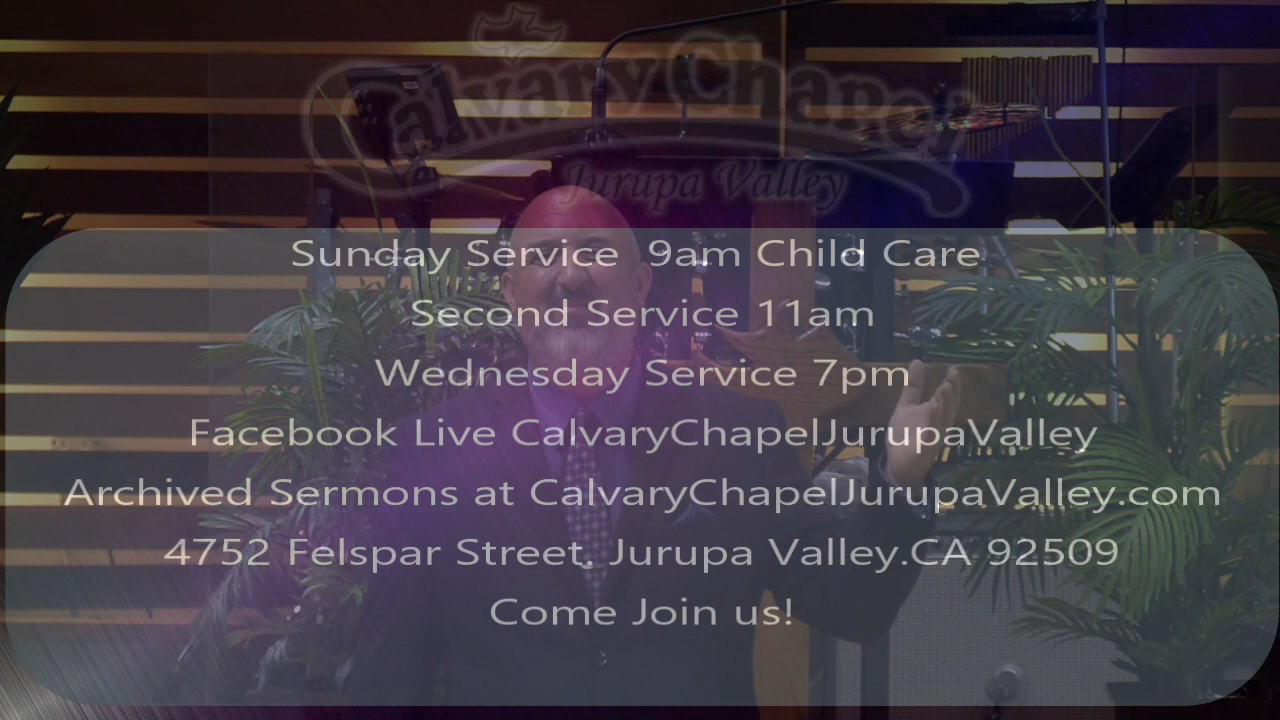 Calvary Chapel
Jurupa Valley
Sunday Service  9am Child Care
Second Service 11am
Wednesday Service 7pm
Facebook Live CalvaryChapelJurupaValley
Archived Sermons at CalvaryChapelJurupaValley.com
4752 Felspar Street. Jurupa Valley.CA 92509
Come Join us!